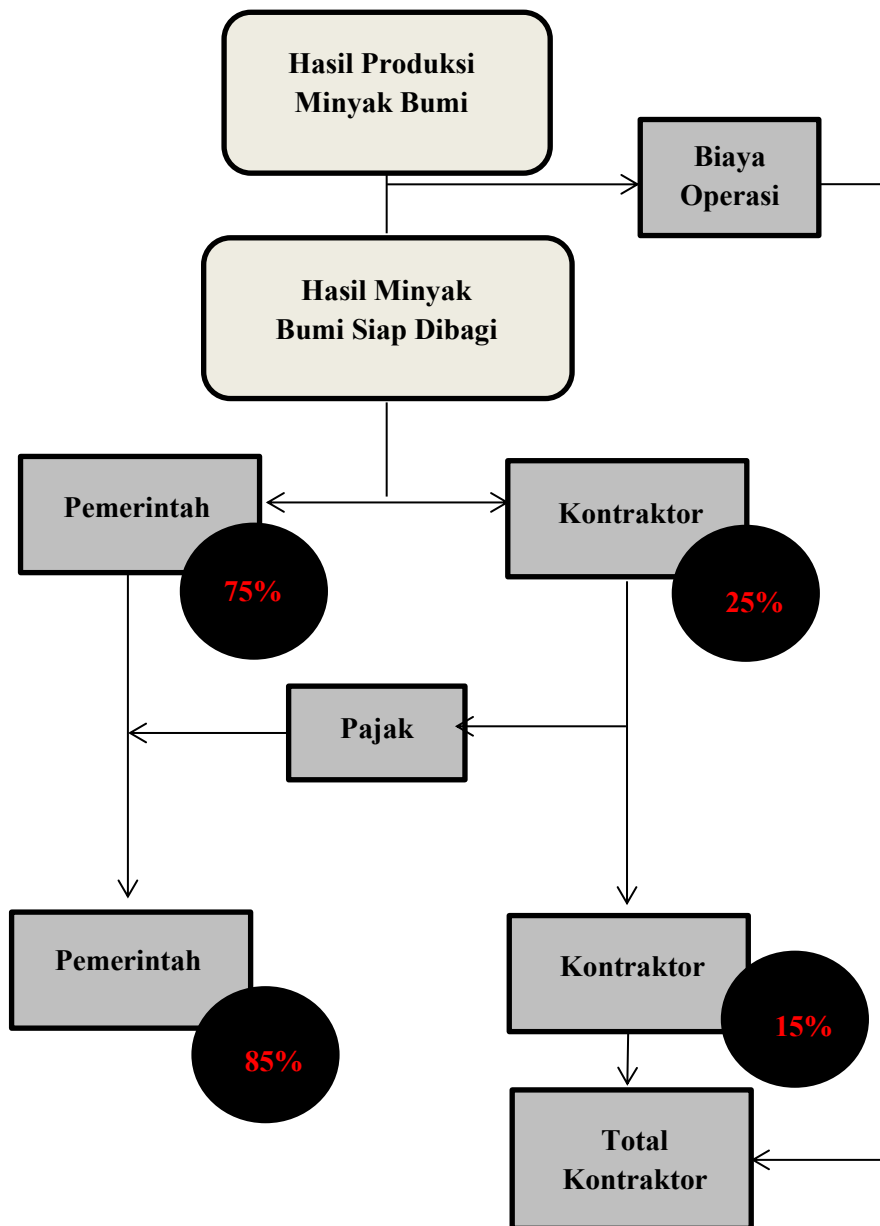 Hasil Produksi
Minyak Bumi
Biaya
Operasi
Hasil Minyak
Bumi Siap Dibagi
Pemerintah
75%
Kontraktor
25%
Pajak
Pemerintah
85%
Kontraktor
15%
Total
Kontraktor